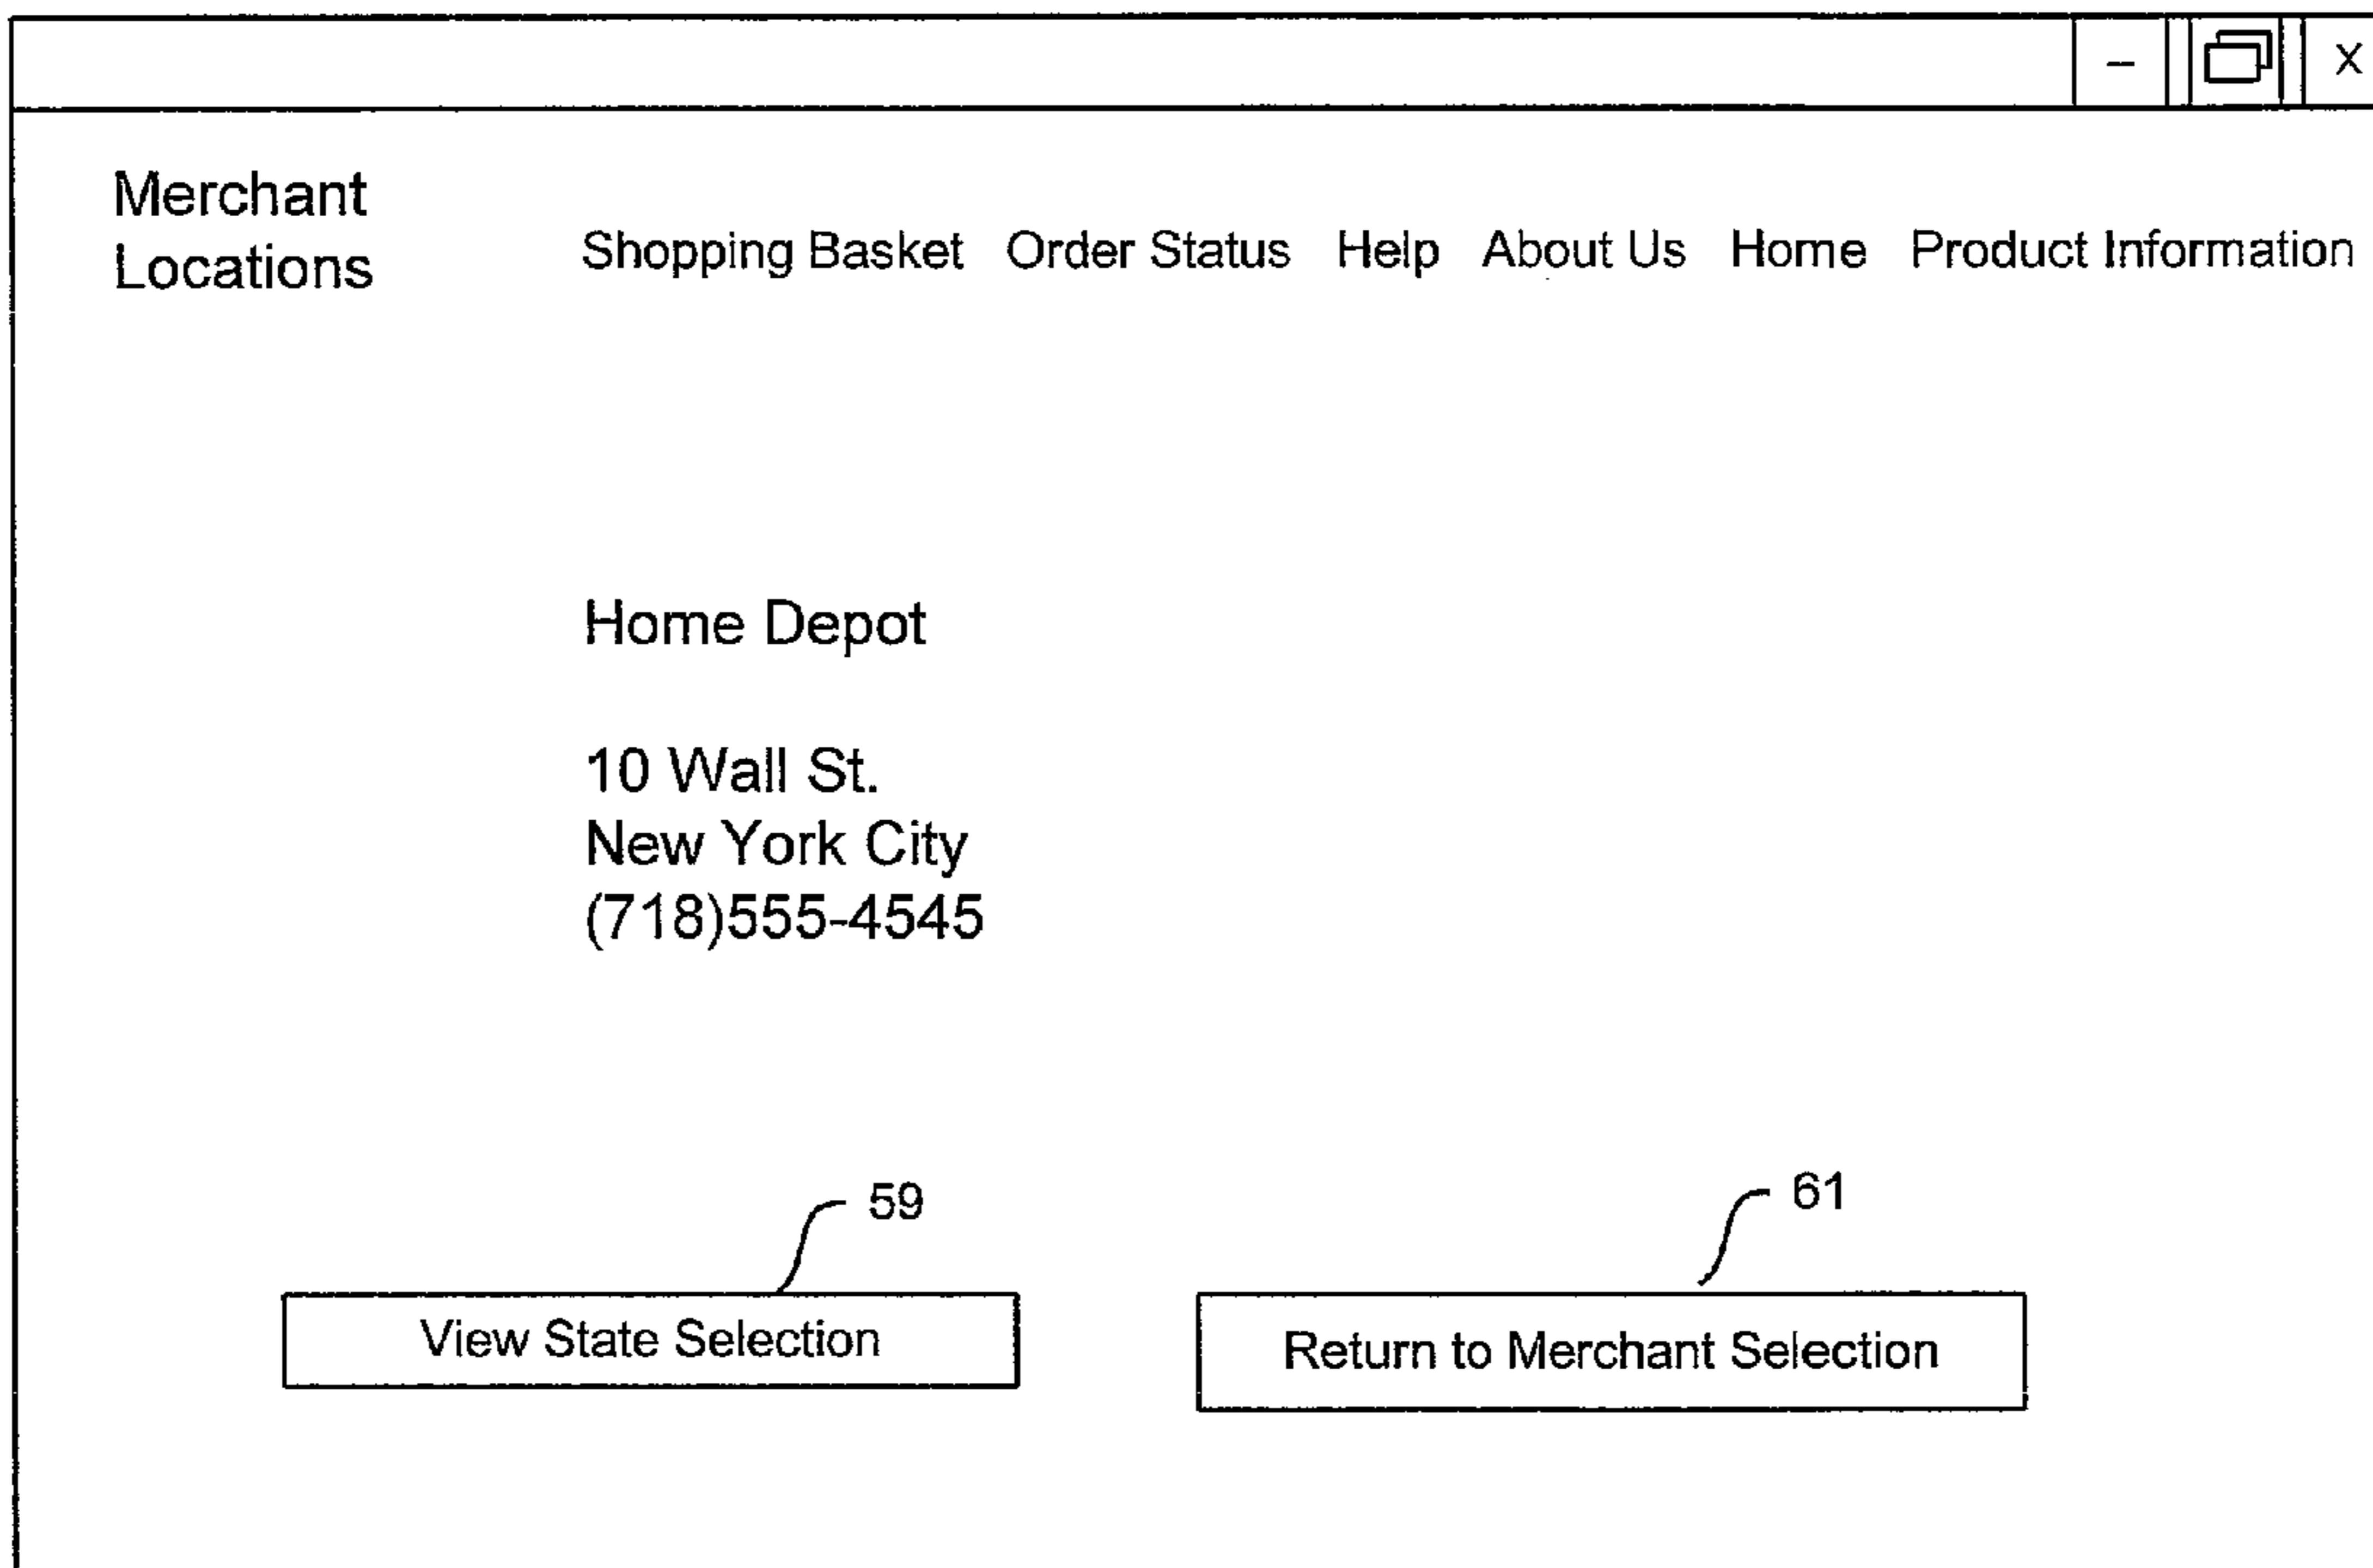 – X
Merchant
Locations
Shopping Basket Order Status Help About Us Home Product Information
Home Depot
10 Wall St.
New York City
(718)555-4545
59
61
View State Selection
Return to Merchant Selection